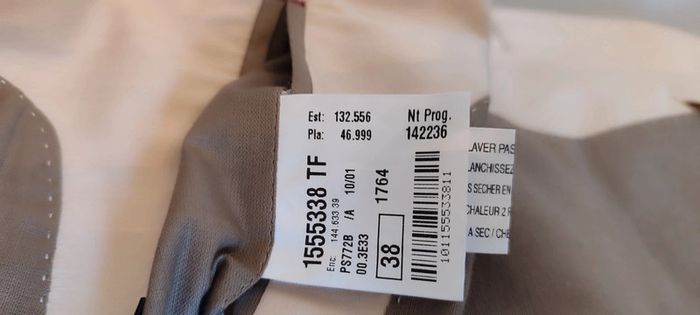 Est: 132.556
Pla: 46.999
Nt Prog.
142236
1555338 TF
Enc: 144.633 39
PS772B /A 10/01
00.3E33 1764
38
101155533811
LAVER PAS
LANCHISSEZ
S SECHER EN
CHALEUR 2 F
A SEC / CHE